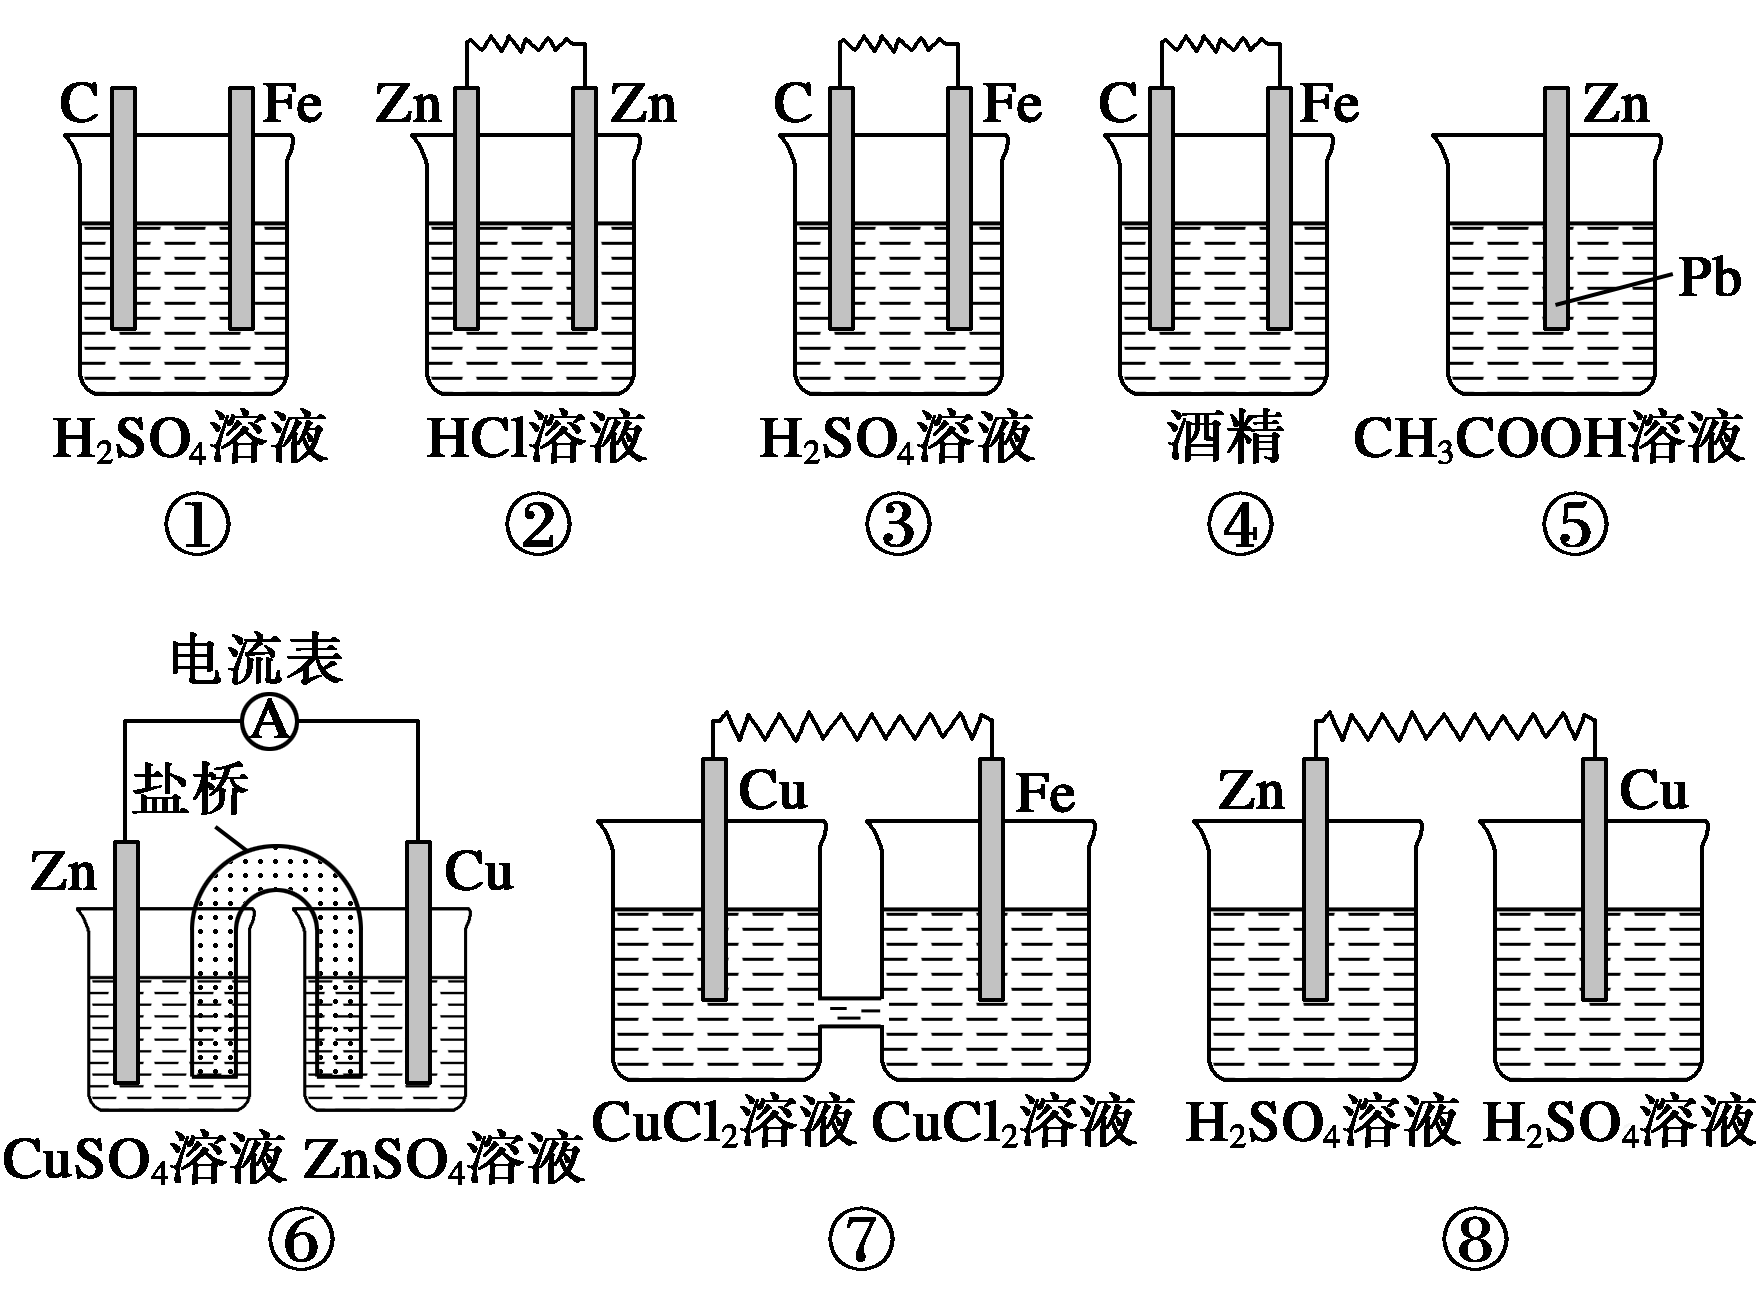 C Fe Zn Zn C Fe C Fe Zn
Pb
H₂SO₄溶液 HCl溶液 H₂SO₄溶液 酒精 CH₃COOH溶液
① ② ③ ④ ⑤
电流表
A
盐桥 Cu Fe Zn Cu
Zn Cu
CuCl₂溶液 CuCl₂溶液 H₂SO₄溶液 H₂SO₄溶液
CuSO₄溶液 ZnSO₄溶液
⑥ ⑦ ⑧